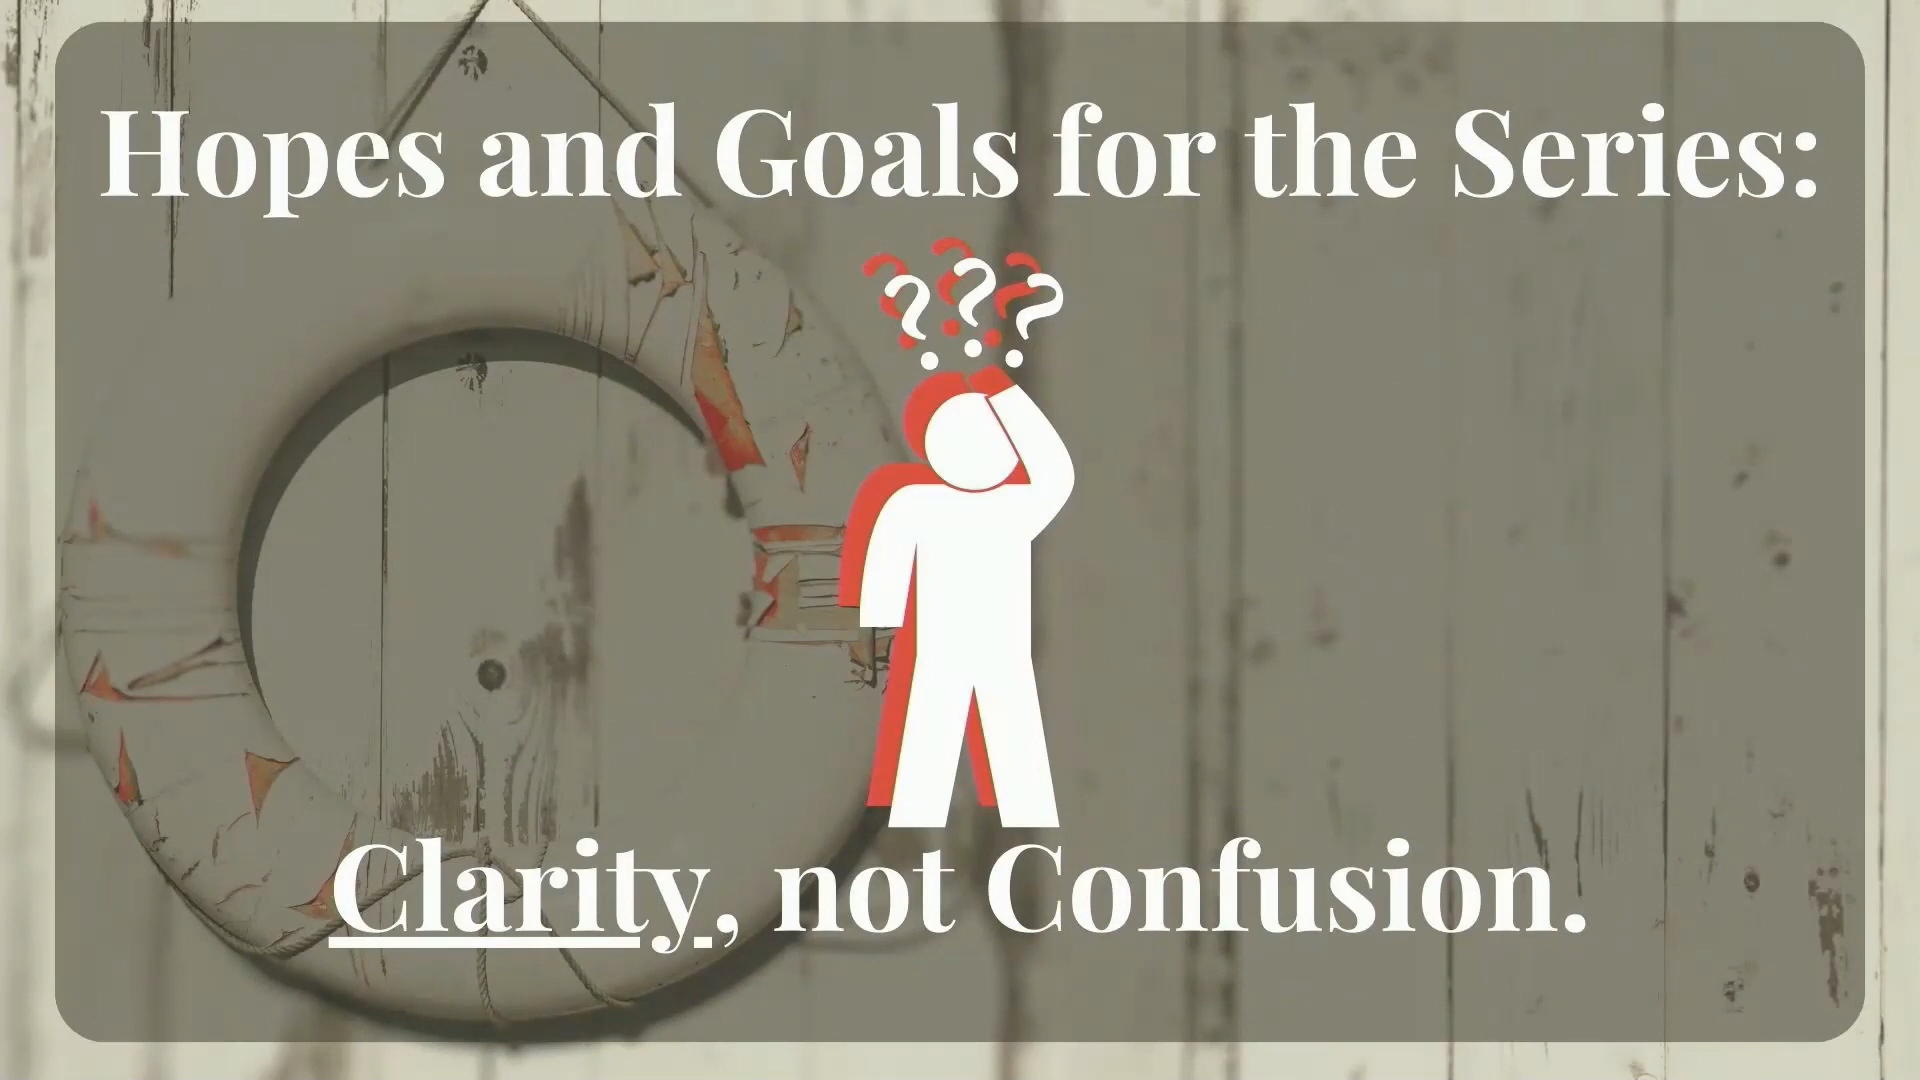 Hopes and Goals for the Series:
? ? ?
Clarity, not Confusion.